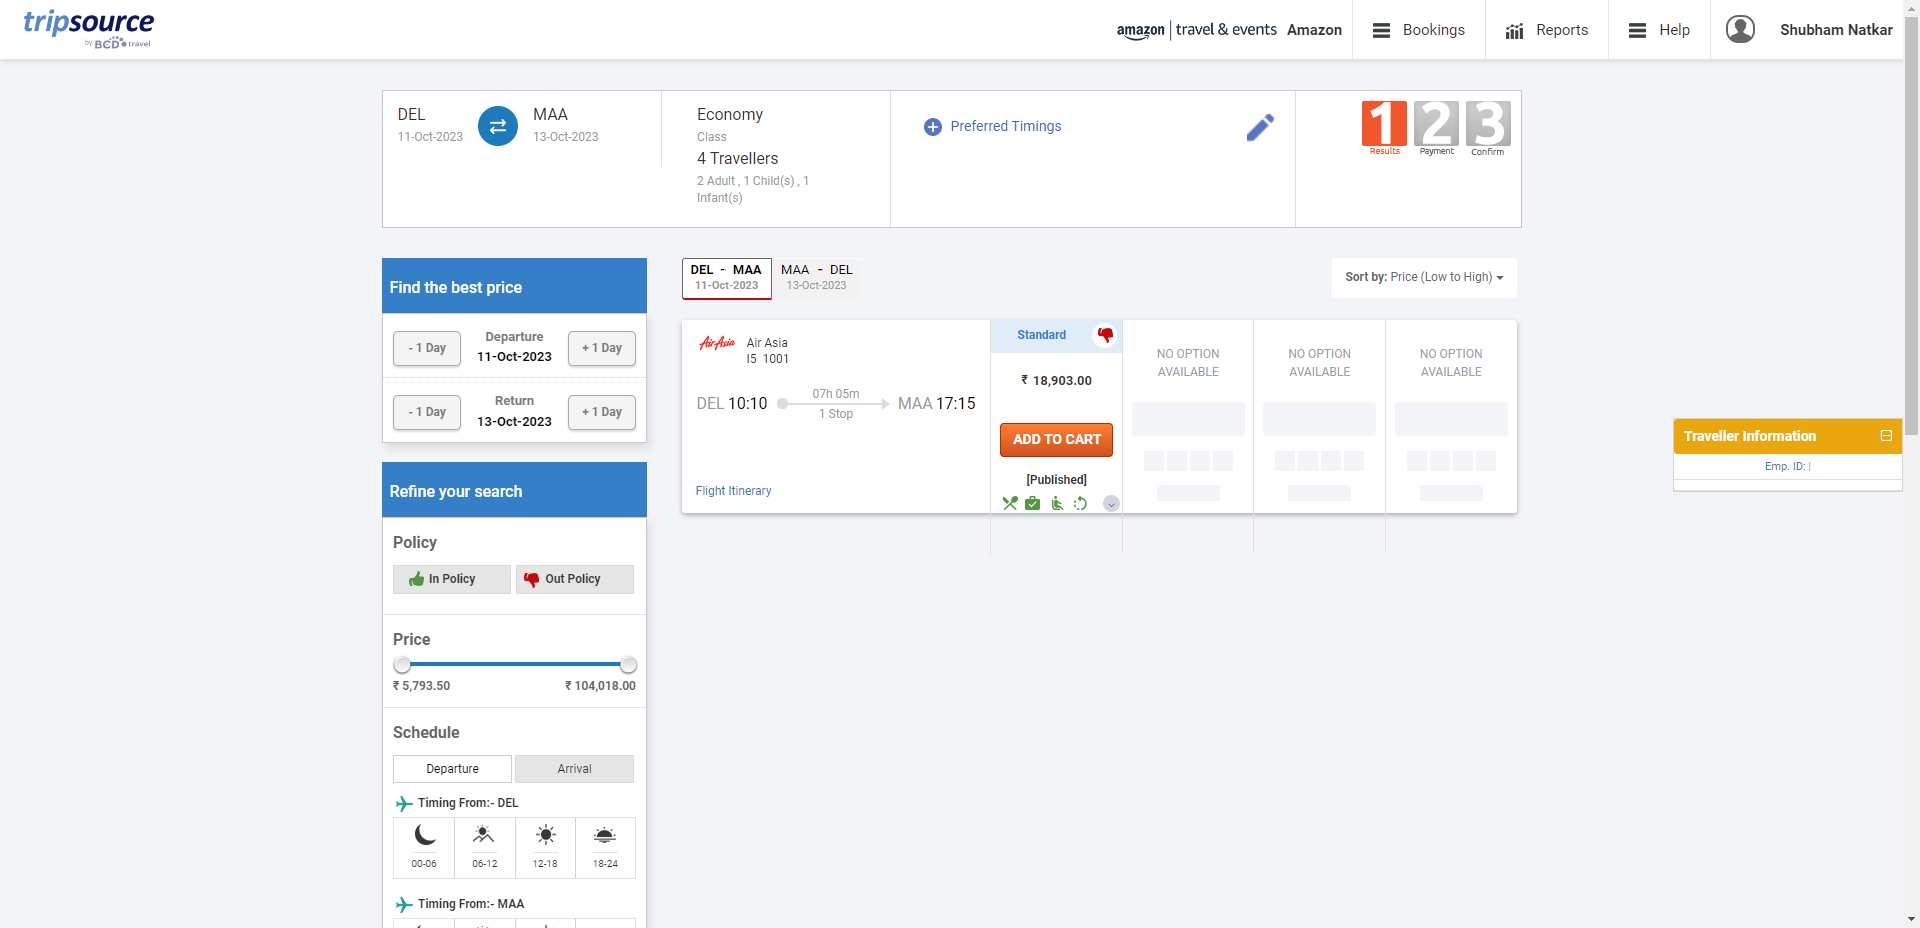 tripsource
by BCD travel
amazon | travel & events Amazon
Bookings
Reports
Help
Shubham Natkar
DEL
11-Oct-2023
MAA
13-Oct-2023
Economy
Class
4 Travellers
2 Adult , 1 Child(s) , 1
Infant(s)
Preferred Timings
1 2 3
Results Payment Confirm
Find the best price
- 1 Day
Departure
11-Oct-2023
+ 1 Day
- 1 Day
Return
13-Oct-2023
+ 1 Day
Refine your search
Policy
In Policy
Out Policy
Price
₹ 5,793.50
₹ 104,018.00
Schedule
Departure
Arrival
Timing From:- DEL
00-06
06-12
12-18
18-24
Timing From:- MAA
DEL - MAA
11-Oct-2023
MAA - DEL
13-Oct-2023
Sort by: Price (Low to High)
AirAsia
Air Asia
I5 1001
DEL 10:10
07h 05m
1 Stop
MAA 17:15
Flight Itinerary
Standard
₹ 18,903.00
ADD TO CART
[Published]
NO OPTION
AVAILABLE
NO OPTION
AVAILABLE
NO OPTION
AVAILABLE
Traveller Information
Emp. ID: |